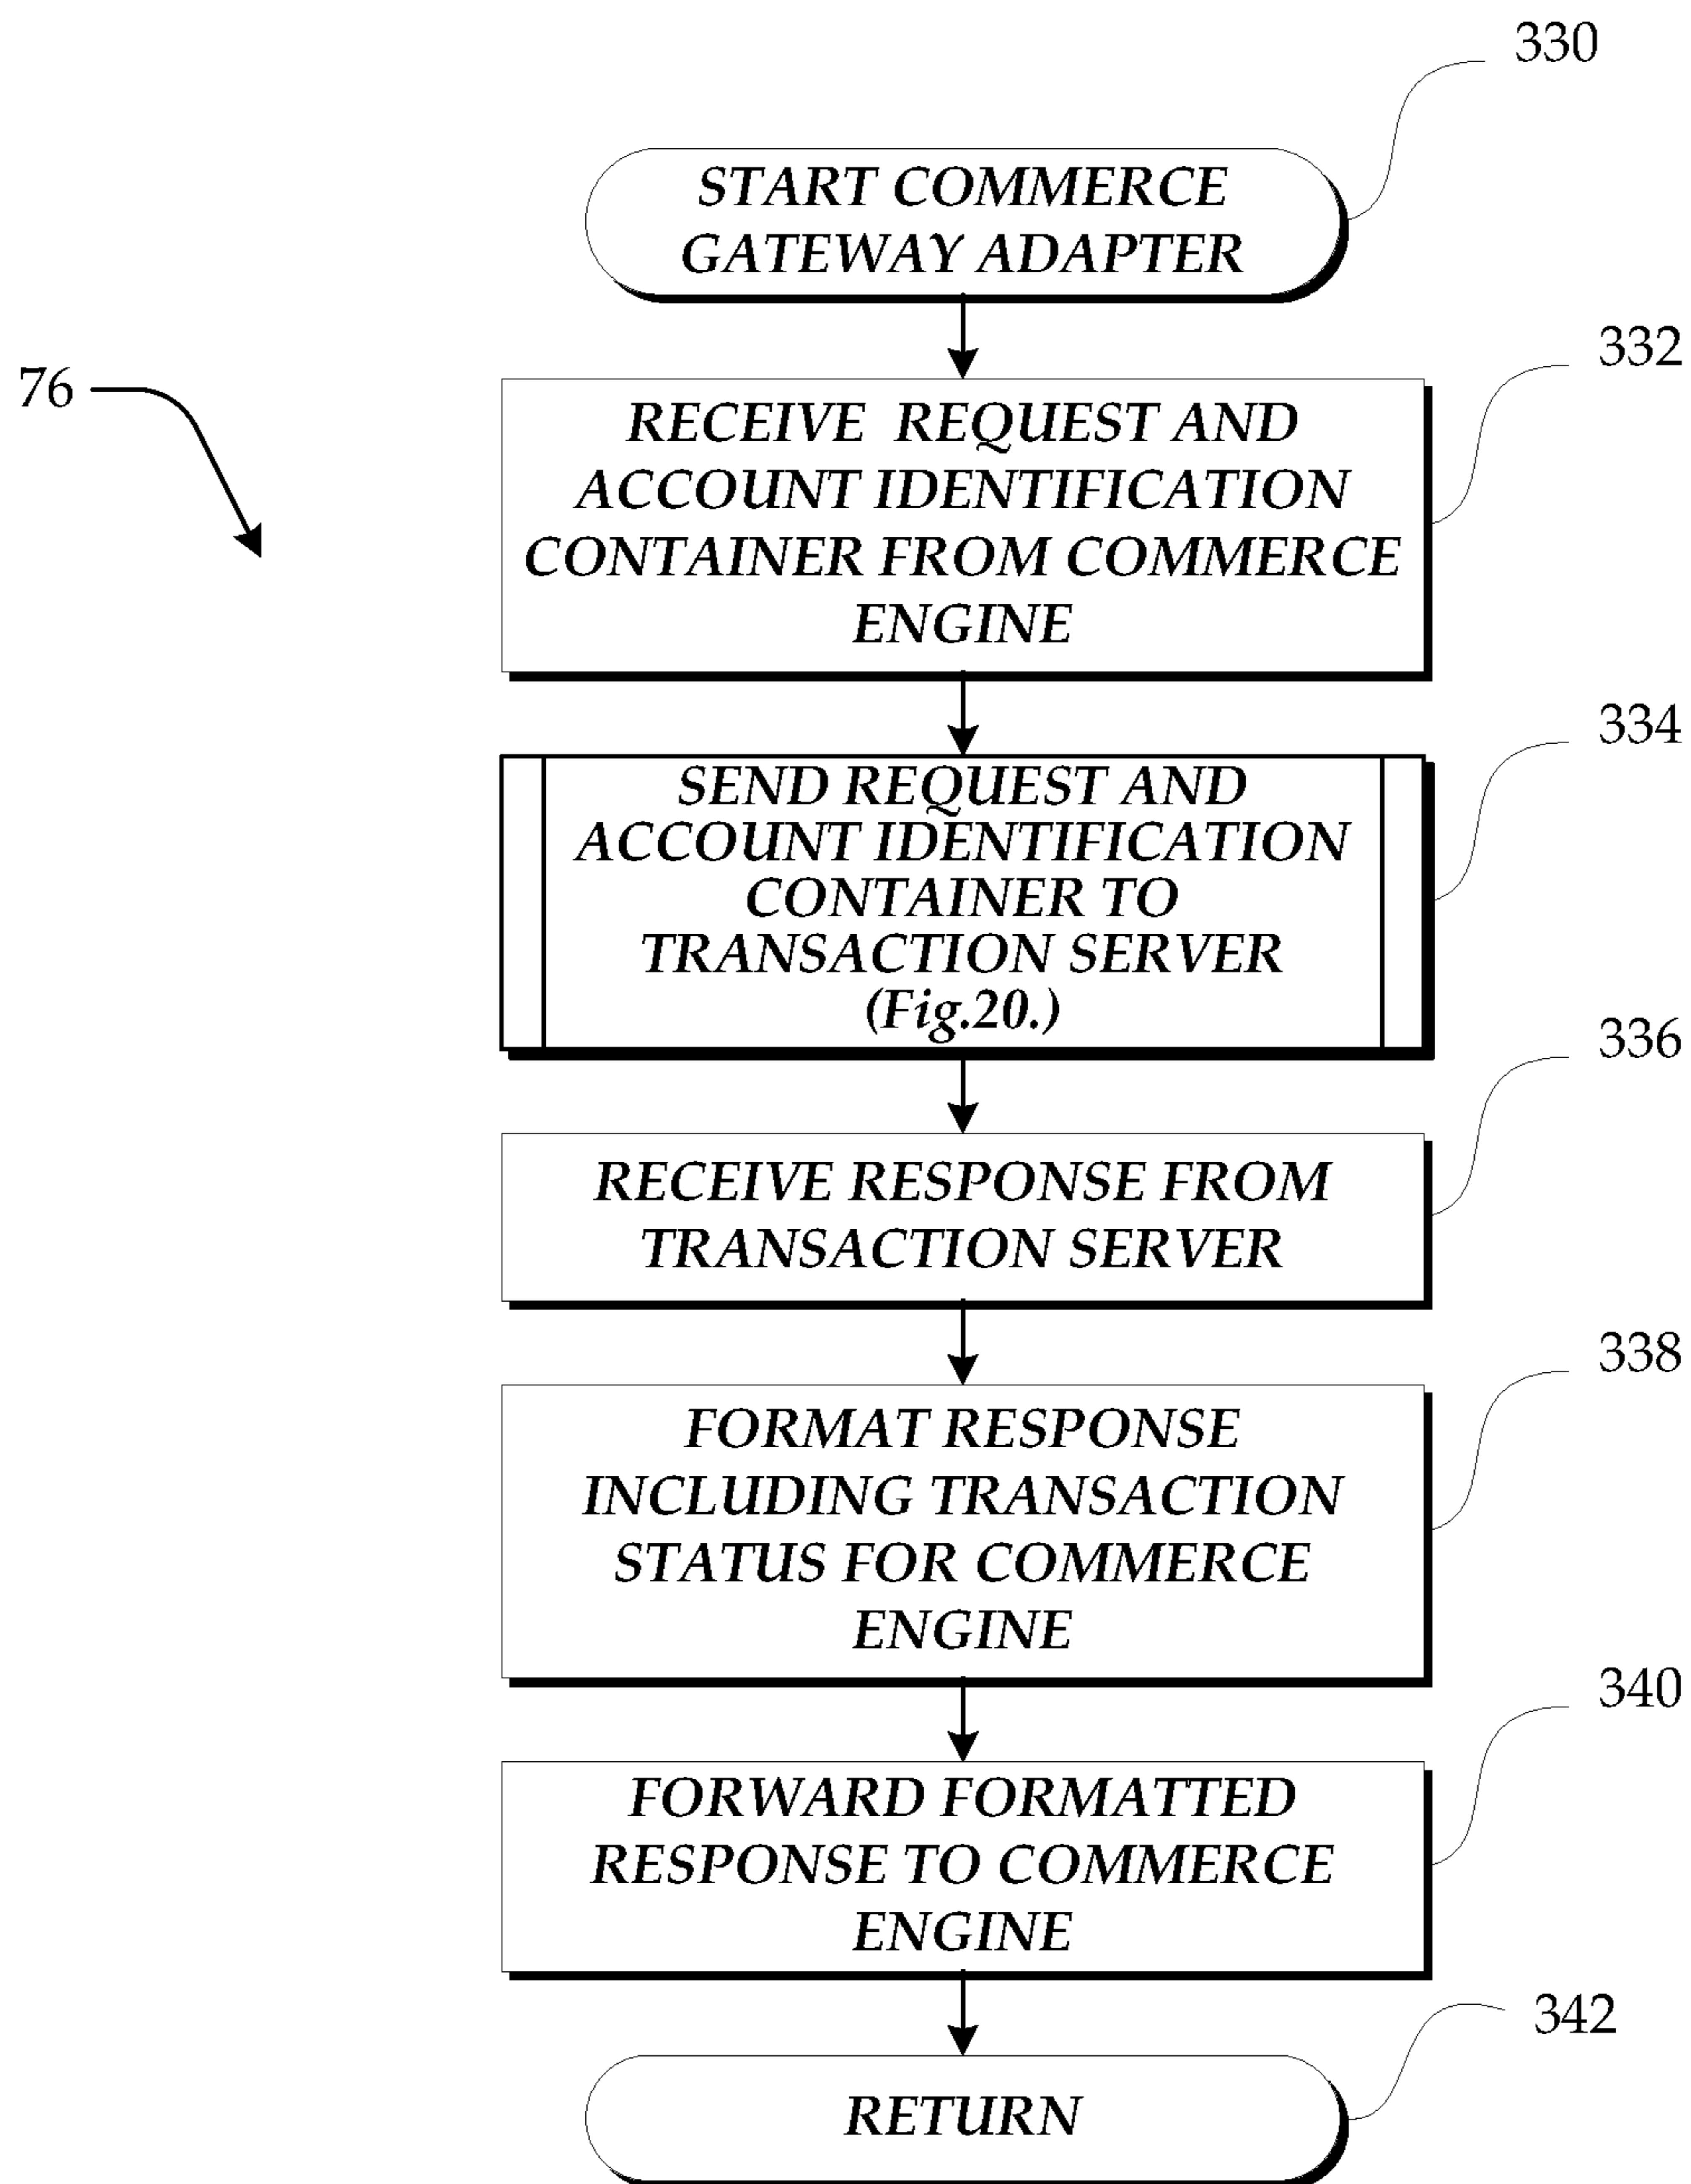 330
START COMMERCE
GATEWAY ADAPTER
332
76
RECEIVE REQUEST AND
ACCOUNT IDENTIFICATION
CONTAINER FROM COMMERCE
ENGINE
334
SEND REQUEST AND
ACCOUNT IDENTIFICATION
CONTAINER TO
TRANSACTION SERVER
(Fig.20.)
336
RECEIVE RESPONSE FROM
TRANSACTION SERVER
338
FORMAT RESPONSE
INCLUDING TRANSACTION
STATUS FOR COMMERCE
ENGINE
340
FORWARD FORMATTED
RESPONSE TO COMMERCE
ENGINE
342
RETURN